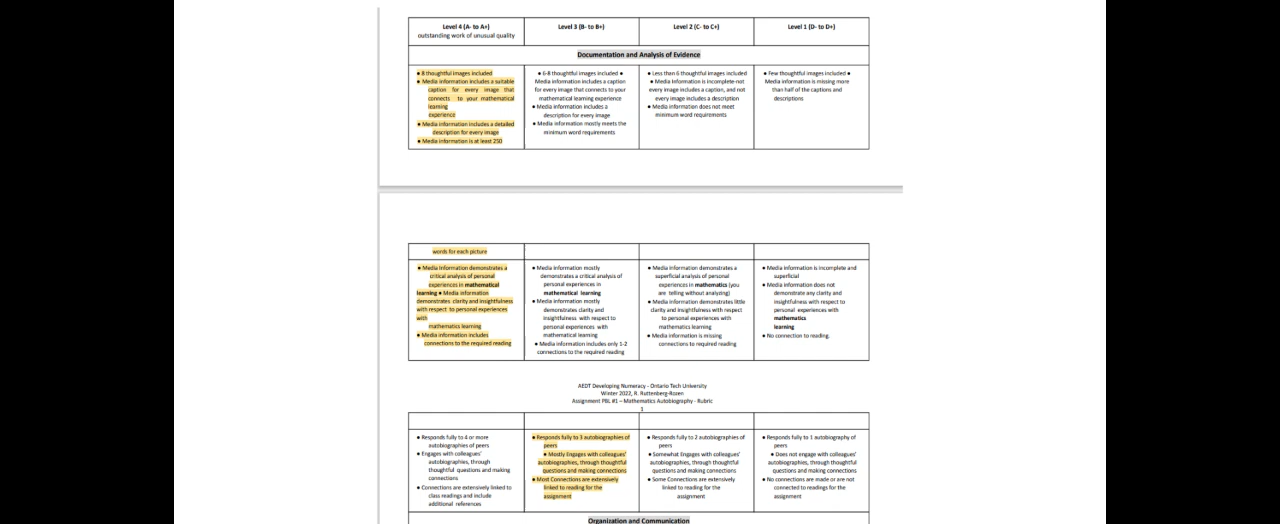 Level 4 (A- to A+)
outstanding work of unusual quality
Level 3 (B- to B+)
Level 2 (C- to C+)
Level 1 (D- to D+)
Documentation and Analysis of Evidence
● 8 thoughtful images included
● Media information includes a suitable
caption for every image that
connects to your mathematical
learning
experience
● Media information includes a detailed
description for every image
● Media information is at least 250
● 6-8 thoughtful images included ●
Media information includes a caption
for every image that connects to your
mathematical learning experience
● Media information includes a
description for every image
● Media information mostly meets the
minimum word requirements
● Less than 6 thoughtful images included
● Media information is incomplete-not
every image includes a caption, and not
every image includes a description
● Media information does not meet
minimum word requirements
● Few thoughtful images included ●
Media information is missing more
than half of the captions and
descriptions
words for each picture
● Media information demonstrates a
critical analysis of personal
experiences in mathematical
learning ● Media information
demonstrates clarity and insightfulness
with respect to personal experiences
with
mathematics learning
● Media information includes
connections to the required reading
● Media information mostly
demonstrates a critical analysis of
personal experiences in
mathematical learning
● Media information mostly
demonstrates clarity and
insightfulness with respect to
personal experiences with
mathematical learning
● Media information includes only 1-2
connections to the required reading
● Media information demonstrates a
superficial analysis of personal
experiences in mathematics (you
are telling without analyzing)
● Media information demonstrates little
clarity and insightfulness with respect
to personal experiences with
mathematics learning
● Media information is missing
connections to required reading
● Media information is incomplete and
superficial
● Media information does not
demonstrate any clarity and
insightfulness with respect to
personal experiences with
mathematics
learning
● No connection to reading.
AEDT Developing Numeracy - Ontario Tech University
Winter 2022, R. Ruttenberg-Rozen
Assignment PBL #1 – Mathematics Autobiography - Rubric
1
● Responds fully to 4 or more
autobiographies of peers
● Engages with colleagues'
autobiographies, through
thoughtful questions and making
connections
● Connections are extensively linked to
class readings and include
additional references
● Responds fully to 3 autobiographies of
peers
● Mostly Engages with colleagues'
autobiographies, through thoughtful
questions and making connections
● Most Connections are extensively
linked to reading for the
assignment
● Responds fully to 2 autobiographies of
peers
● Somewhat Engages with colleagues'
autobiographies, through thoughtful
questions and making connections
● Some Connections are extensively
linked to reading for the
assignment
● Responds fully to 1 autobiography of
peers
● Does not engage with colleagues'
autobiographies, through thoughtful
questions and making connections
● No connections are made or are not
connected to readings for the
assignment
Organization and Communication